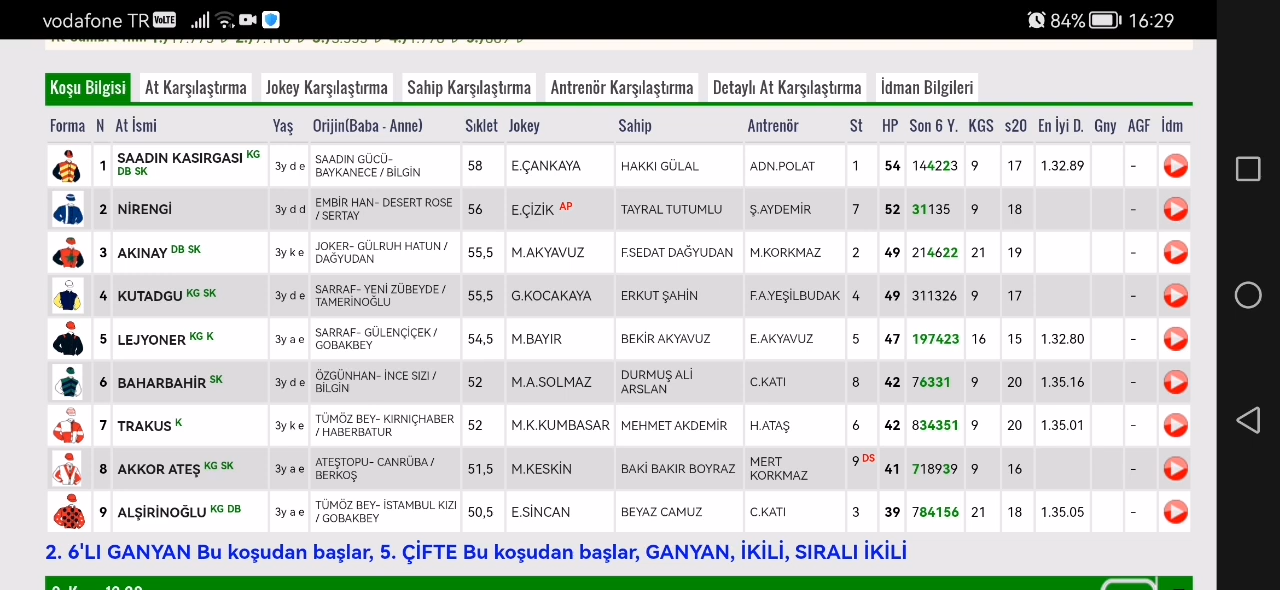 vodafone TR VoLTE 84% 16:29
Koşu Bilgisi At Karşılaştırma Jokey Karşılaştırma Sahip Karşılaştırma Antrenör Karşılaştırma Detaylı At Karşılaştırma İdman Bilgileri
Forma N At İsmi Yaş Orijin(Baba - Anne) Sıklet Jokey Sahip Antrenör St HP Son 6 Y. KGS s20 En İyi D. Gny AGF İdm
1 SAADIN KASIRGASI KG DB SK 3y d e SAADIN GÜCÜ- BAYKANECE / BİLGİN 58 E.ÇANKAYA HAKKI GÜLAL ADN.POLAT 1 54 144223 9 17 1.32.89 -
2 NİRENGİ 3y d d EMBİR HAN- DESERT ROSE / SERTAY 56 E.ÇİZİK AP TAYRAL TUTUMLU Ş.AYDEMİR 7 52 31135 9 18 -
3 AKINAY DB SK 3y k e JOKER- GÜLRUH HATUN / DAĞYUDAN 55,5 M.AKYAVUZ F.SEDAT DAĞYUDAN M.KORKMAZ 2 49 214622 21 19 -
4 KUTADGU KG SK 3y d e SARRAF- YENİ ZÜBEYDE / TAMERİNOĞLU 55,5 G.KOCAKAYA ERKUT ŞAHİN F.A.YEŞİLBUDAK 4 49 311326 9 17 -
5 LEJYONER KG K 3y a e SARRAF- GÜLENÇİÇEK / GOBAKBEY 54,5 M.BAYIR BEKİR AKYAVUZ E.AKYAVUZ 5 47 197423 16 15 1.32.80 -
6 BAHARBAHİR SK 3y d e ÖZGÜNHAN- İNCE SIZI / BİLGİN 52 M.A.SOLMAZ DURMUŞ ALİ ARSLAN C.KATI 8 42 76331 9 20 1.35.16 -
7 TRAKUS K 3y k e TÜMÖZ BEY- KIRNIÇHABER / HABERBATUR 52 M.K.KUMBASAR MEHMET AKDEMİR H.ATAŞ 6 42 834351 9 20 1.35.01 -
8 AKKOR ATEŞ KG SK 3y a e ATEŞTOPU- CANRÜBA / BERKOŞ 51,5 M.KESKİN BAKİ BAKIR BOYRAZ MERT KORKMAZ 9 DS 41 718939 9 16 -
9 ALŞİRİNOĞLU KG DB 3y a e TÜMÖZ BEY- İSTAMBUL KIZI / GOBAKBEY 50,5 E.SİNCAN BEYAZ CAMUZ C.KATI 3 39 784156 21 18 1.35.05 -
2. 6'LI GANYAN Bu koşudan başlar, 5. ÇİFTE Bu koşudan başlar, GANYAN, İKİLİ, SIRALI İKİLİ